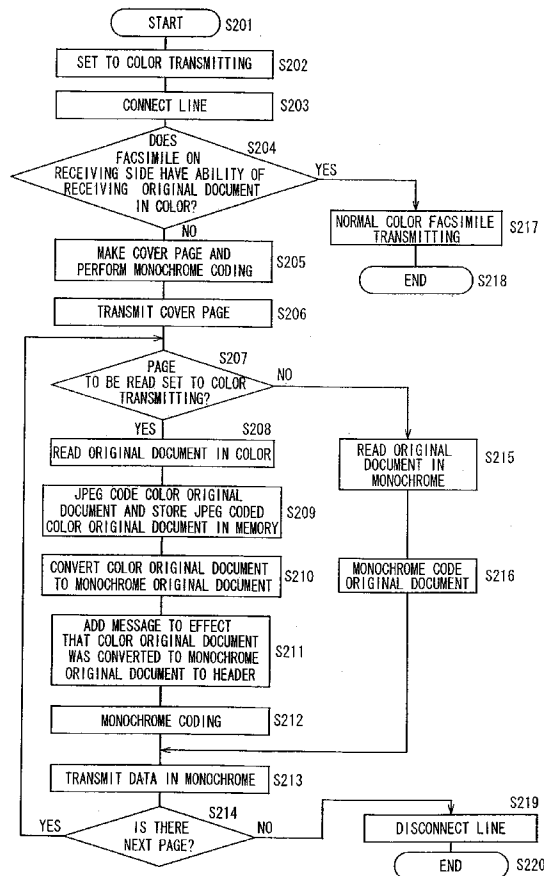 START
S201
SET TO COLOR TRANSMITTING
S202
CONNECT LINE
S203
DOES
FACSIMILE ON
RECEIVING SIDE HAVE ABILITY OF
RECEIVING ORIGINAL DOCUMENT
IN COLOR?
S204
YES
NORMAL COLOR FACSIMILE
TRANSMITTING
S217
END
S218
NO
MAKE COVER PAGE AND
PERFORM MONOCHROME CODING
S205
TRANSMIT COVER PAGE
S206
PAGE
TO BE READ SET TO COLOR
TRANSMITTING?
S207
NO
YES
READ ORIGINAL DOCUMENT IN COLOR
S208
JPEG CODE COLOR ORIGINAL
DOCUMENT AND STORE JPEG CODED
COLOR ORIGINAL DOCUMENT IN MEMORY
S209
CONVERT COLOR ORIGINAL DOCUMENT
TO MONOCHROME ORIGINAL DOCUMENT
S210
ADD MESSAGE TO EFFECT
THAT COLOR ORIGINAL DOCUMENT
WAS CONVERTED TO MONOCHROME
ORIGINAL DOCUMENT TO HEADER
S211
MONOCHROME CODING
S212
READ ORIGINAL
DOCUMENT IN
MONOCHROME
S215
MONOCHROME CODE
ORIGINAL DOCUMENT
S216
TRANSMIT DATA IN MONOCHROME
S213
IS THERE
NEXT PAGE?
S214
YES
NO
DISCONNECT LINE
S219
END
S220